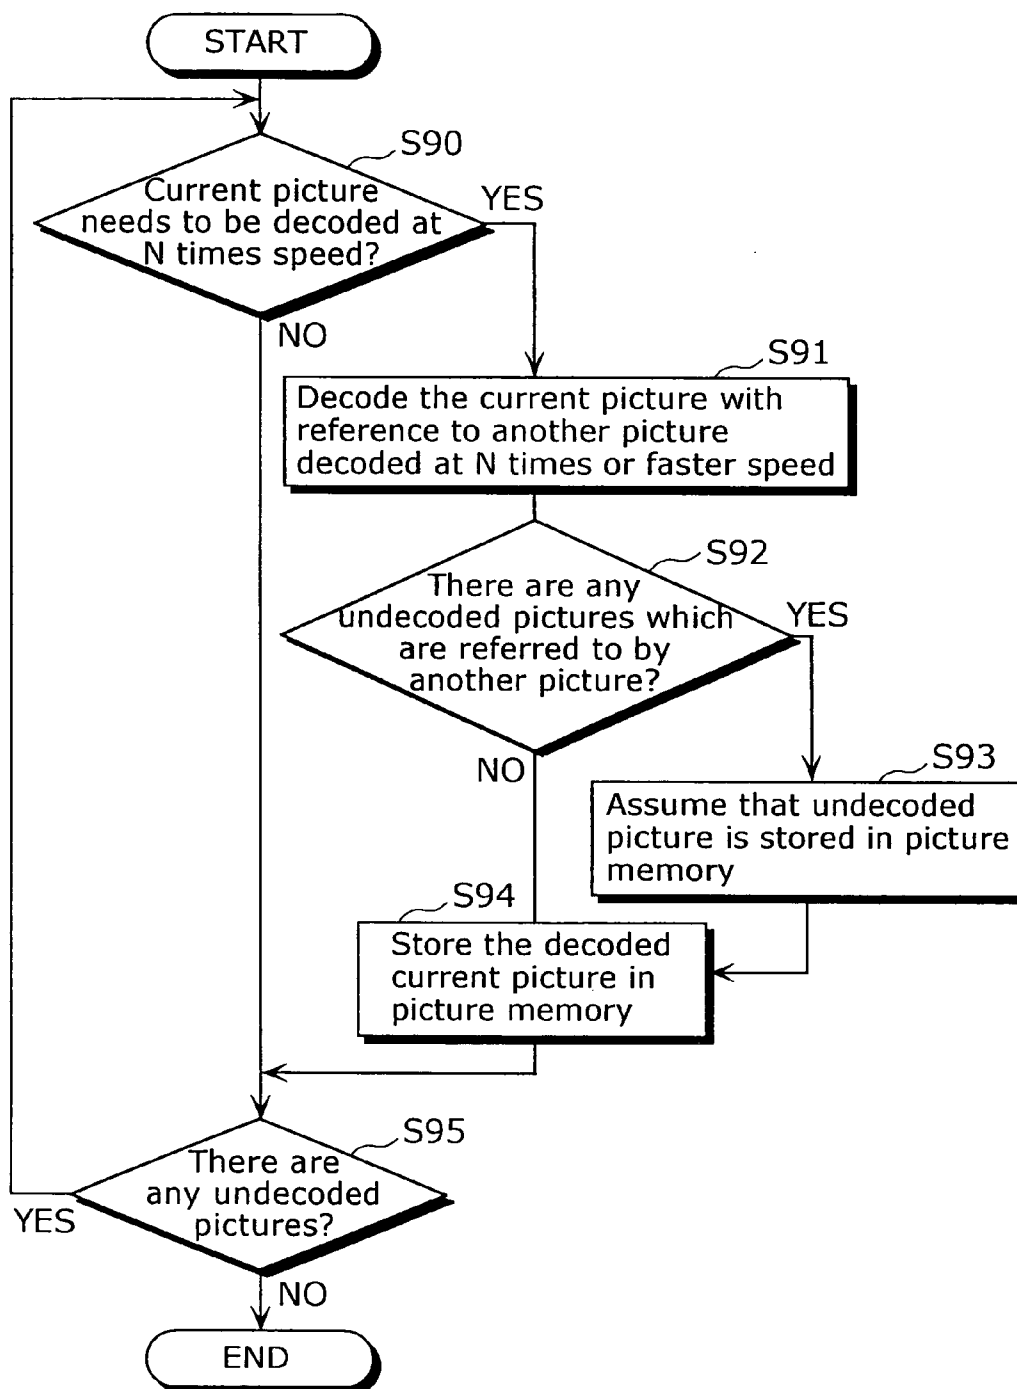 START
S90
Current picture
needs to be decoded at
N times speed?
YES
NO
S91
Decode the current picture with
reference to another picture
decoded at N times or faster speed
S92
There are any
undecoded pictures which
are referred to by
another picture?
YES
NO
S93
Assume that undecoded
picture is stored in picture
memory
S94
Store the decoded
current picture in
picture memory
S95
There are
any undecoded
pictures?
YES
NO
END